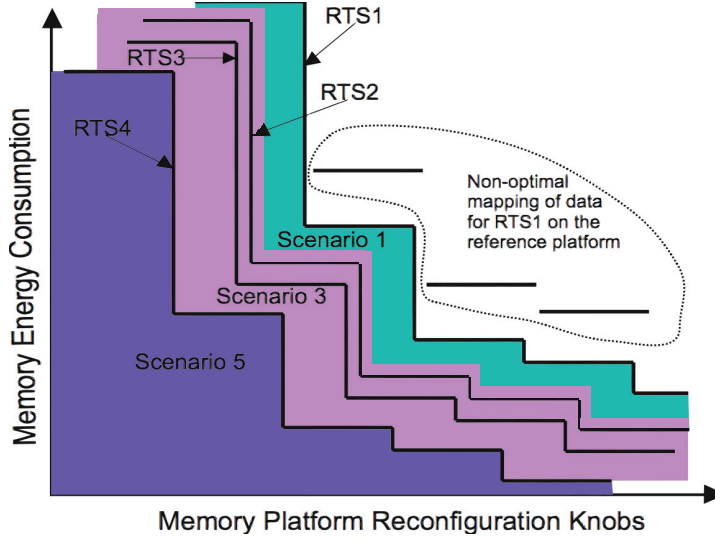 RTS1
RTS3
RTS2
RTS4
Non-optimal
mapping of data
for RTS1 on the
reference platform
Scenario 1
Scenario 3
Scenario 5
Memory Energy Consumption
Memory Platform Reconfiguration Knobs